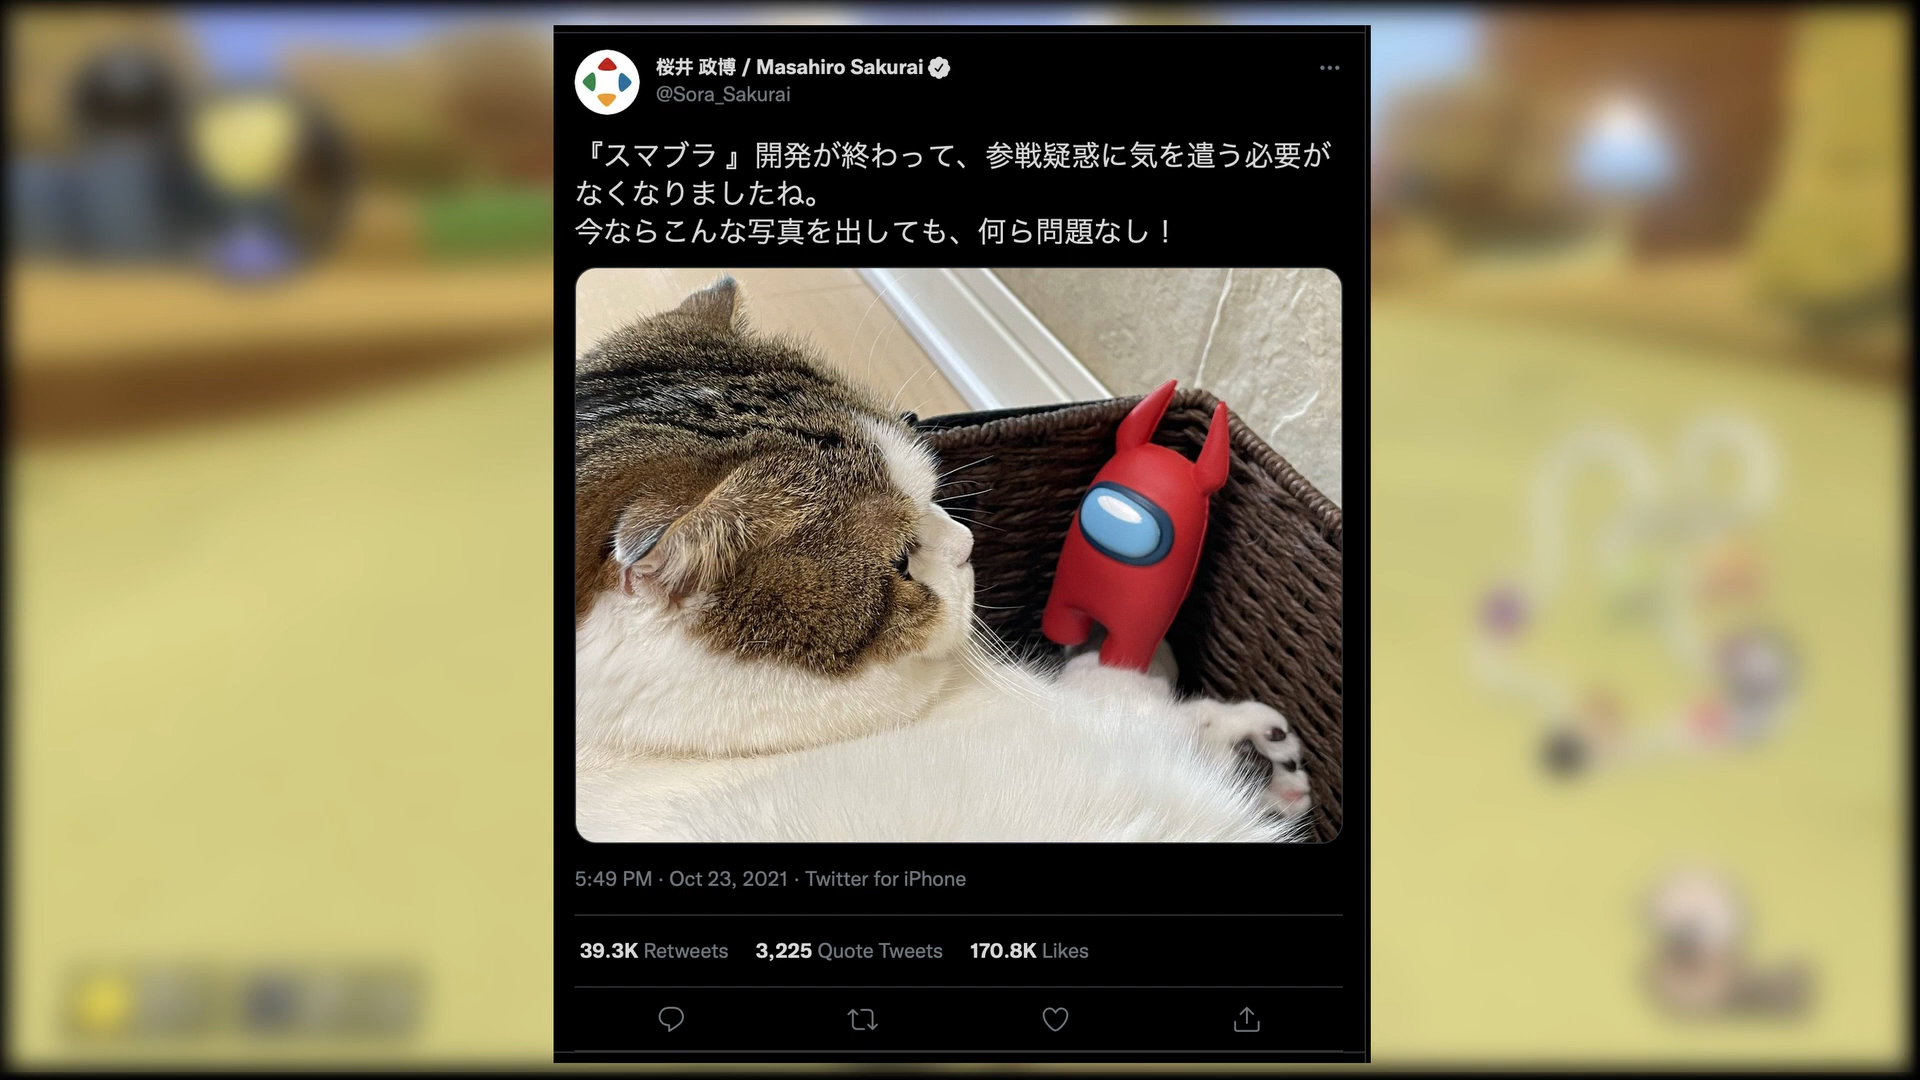 桜井 政博 / Masahiro Sakurai
@Sora_Sakurai
『スマブラ 』開発が終わって、参戦疑惑に気を遣う必要が
なくなりましたね。
今ならこんな写真を出しても、何ら問題なし！
5:49 PM · Oct 23, 2021 · Twitter for iPhone
39.3K Retweets 3,225 Quote Tweets 170.8K Likes